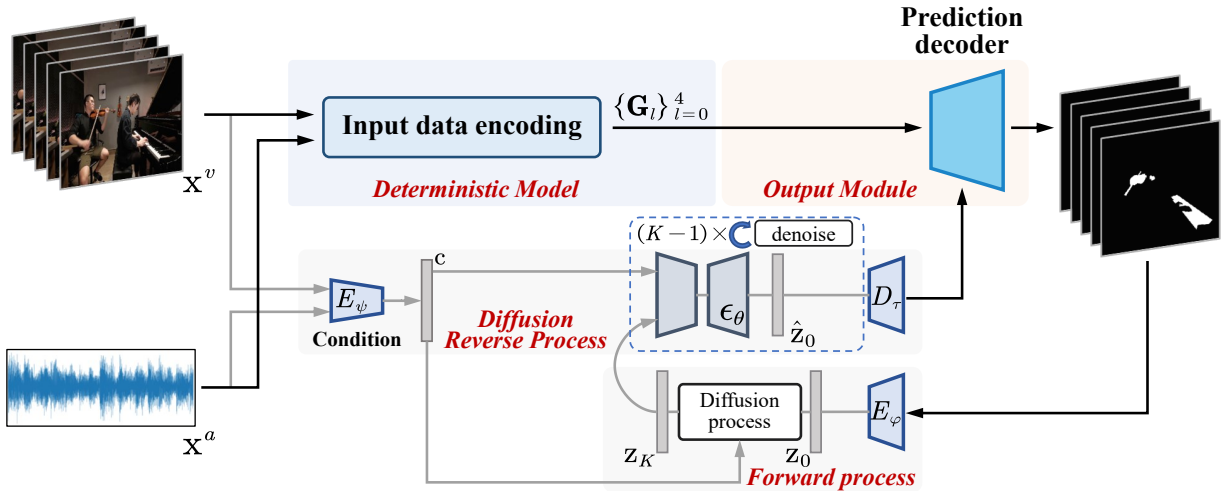 Prediction
decoder
{G_l}^4_{l=0}
Input data encoding
x^v
Deterministic Model
Output Module
(K − 1) ×
denoise
c
E_ψ
ϵ_θ
D_τ
Condition
Diffusion
Reverse Process
ẑ_0
Diffusion
process
E_φ
x^a
z_K
z_0
Forward process